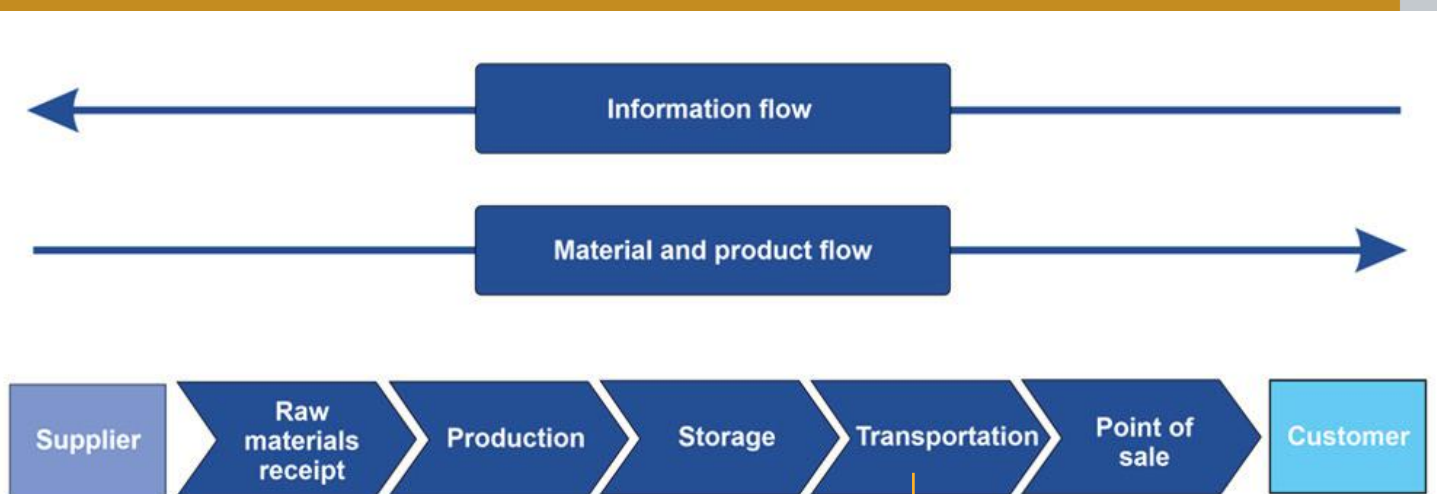 Information flow
Material and product flow
Supplier
Raw
materials
receipt
Production
Storage
Transportation
Point of
sale
Customer